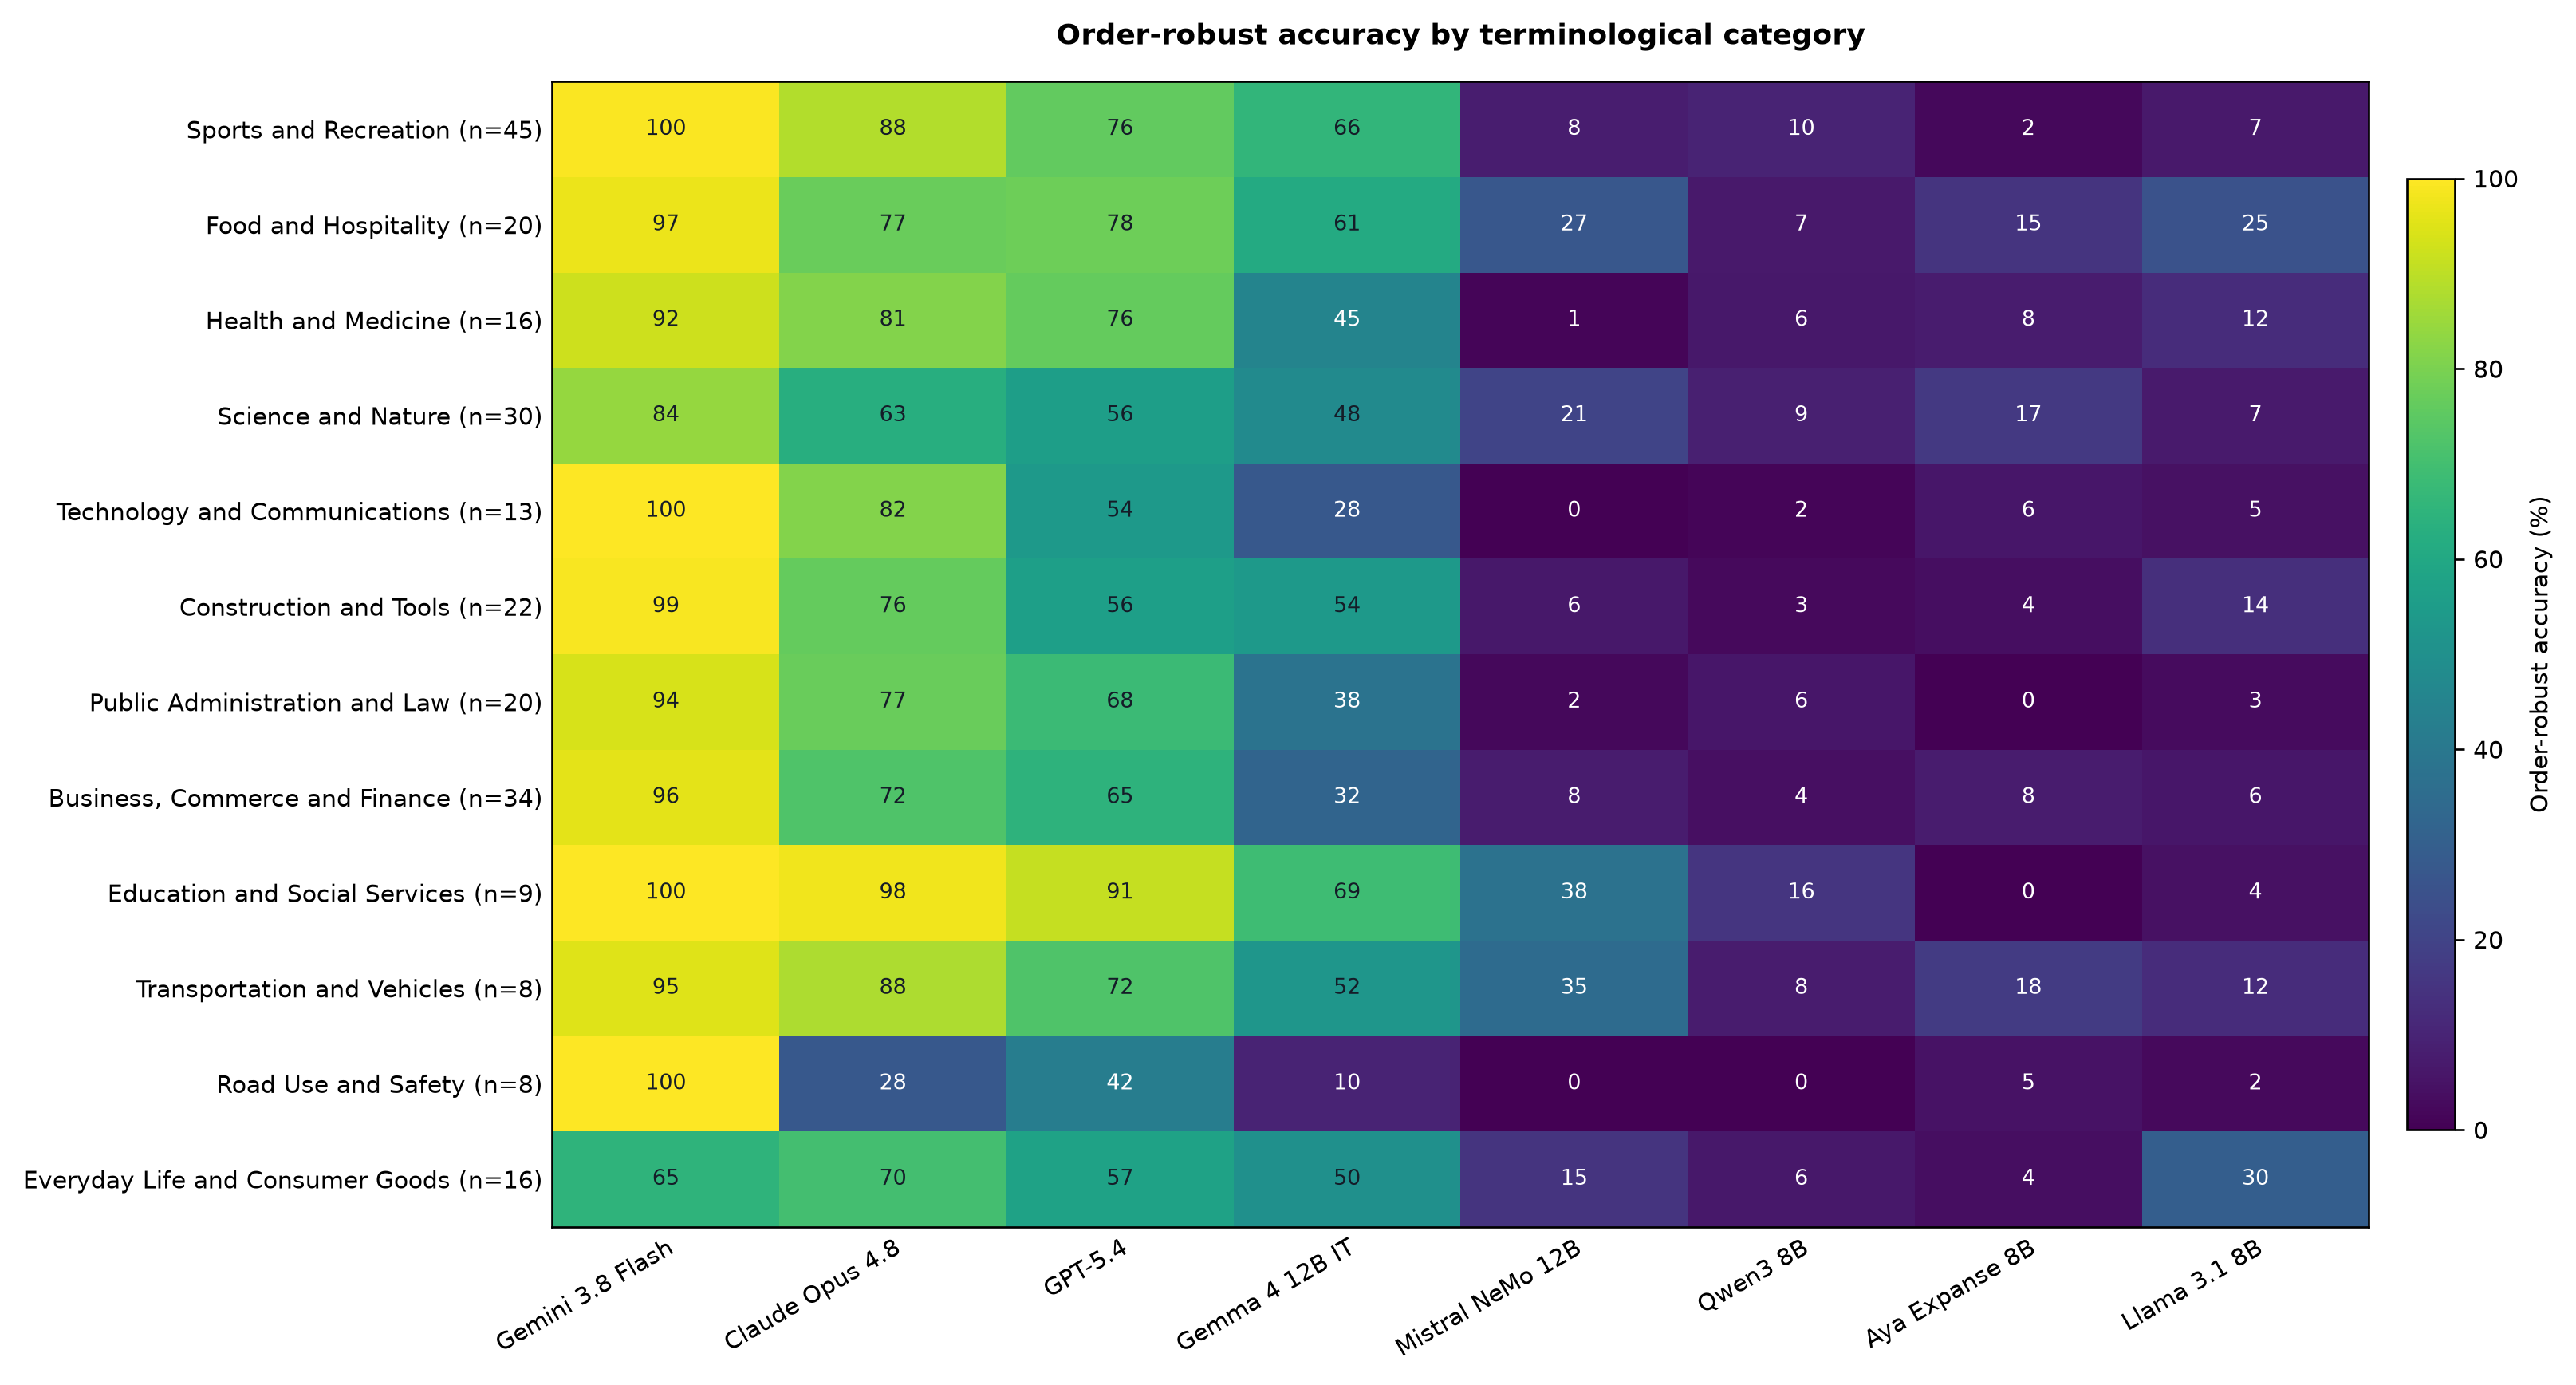 Order-robust accuracy by terminological category
Sports and Recreation (n=45) 100 88 76 66 8 10 2 7
Food and Hospitality (n=20) 97 77 78 61 27 7 15 25
Health and Medicine (n=16) 92 81 76 45 1 6 8 12
Science and Nature (n=30) 84 63 56 48 21 9 17 7
Technology and Communications (n=13) 100 82 54 28 0 2 6 5
Construction and Tools (n=22) 99 76 56 54 6 3 4 14
Public Administration and Law (n=20) 94 77 68 38 2 6 0 3
Business, Commerce and Finance (n=34) 96 72 65 32 8 4 8 6
Education and Social Services (n=9) 100 98 91 69 38 16 0 4
Transportation and Vehicles (n=8) 95 88 72 52 35 8 18 12
Road Use and Safety (n=8) 100 28 42 10 0 0 5 2
Everyday Life and Consumer Goods (n=16) 65 70 57 50 15 6 4 30
Gemini 3.8 Flash
Claude Opus 4.8
GPT-5.4
Gemma 4 12B IT
Mistral NeMo 12B
Qwen3 8B
Aya Expanse 8B
Llama 3.1 8B
100
80
60
40
20
0
Order-robust accuracy (%)